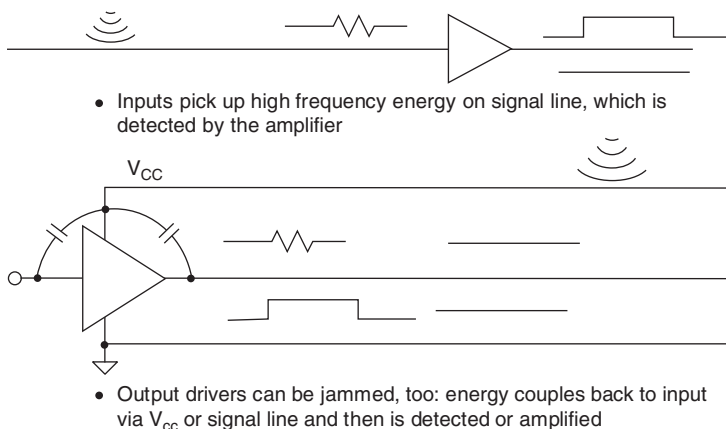 • Inputs pick up high frequency energy on signal line, which is
detected by the amplifier
V_CC
• Output drivers can be jammed, too: energy couples back to input
via V_cc or signal line and then is detected or amplified